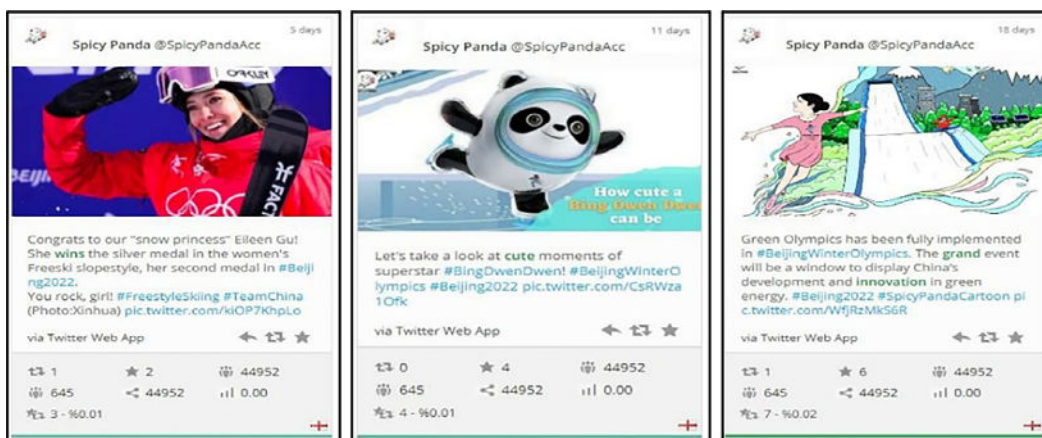 5 days
Spicy Panda @SpicyPandaAcc
OAKLEY
FACT
Congrats to our "snow princess" Eileen Gu!
She wins the silver medal in the women's
Freeski slopestyle, her second medal in #Beiji
ng2022.
You rock, girl! #FreestyleSkiing #TeamChina
(Photo:Xinhua) pic.twitter.com/kiOP7KhpLo
via Twitter Web App
1 2 44952
645 44952 0.00
3 - %0.01
11 days
Spicy Panda @SpicyPandaAcc
How cute a
Bing Dwen Dwen
can be
Let's take a look at cute moments of
superstar #BingDwenDwen! #BeijingWinterO
lympics #Beijing2022 pic.twitter.com/CsRWza
1Ofk
via Twitter Web App
0 4 44952
645 44952 0.00
4 - %0.01
18 days
Spicy Panda @SpicyPandaAcc
Green Olympics has been fully implemented
in #BeijingWinterOlympics. The grand event
will be a window to display China's
development and innovation in green
energy. #Beijing2022 #SpicyPandaCartoon pi
c.twitter.com/WfjRzMkS6R
via Twitter Web App
1 6 44952
645 44952 0.00
7 - %0.02